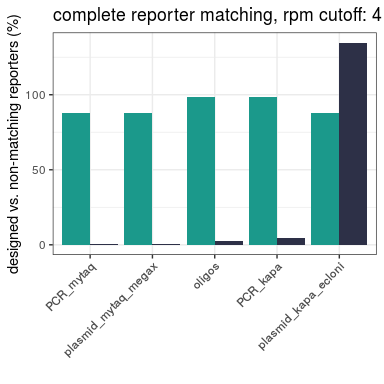 complete reporter matching, rpm cutoff: 4
designed vs. non-matching reporters (%)
100
50
0
PCR_mytaq
plasmid_mytaq_megax
oligos
PCR_kapa
plasmid_kapa_ecloni